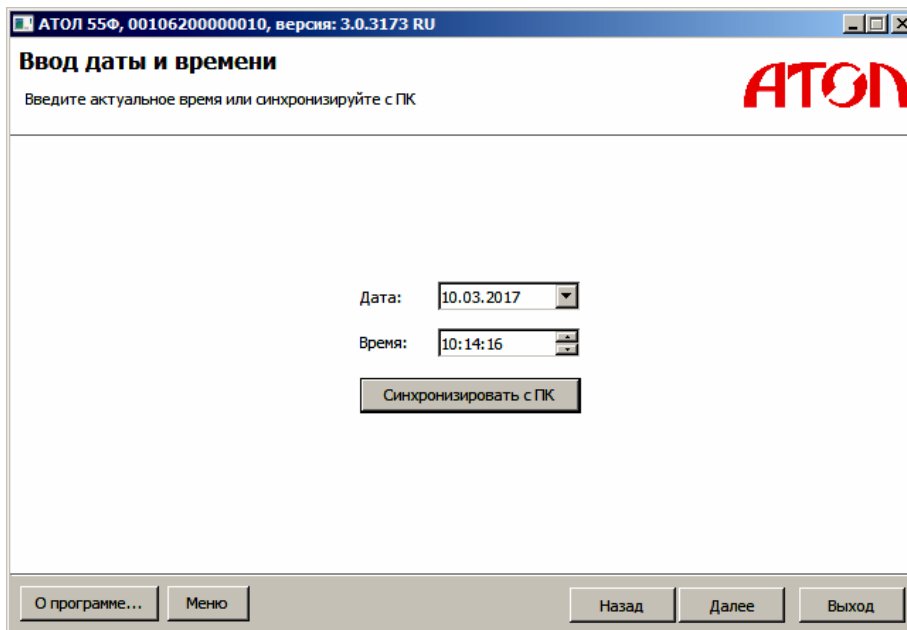 АТОЛ 55Ф, 00106200000010, версия: 3.0.3173 RU
Ввод даты и времени
Введите актуальное время или синхронизируйте с ПК
АТОЛ
Дата: 10.03.2017
Время: 10:14:16
Синхронизировать с ПК
О программе... Меню Назад Далее Выход